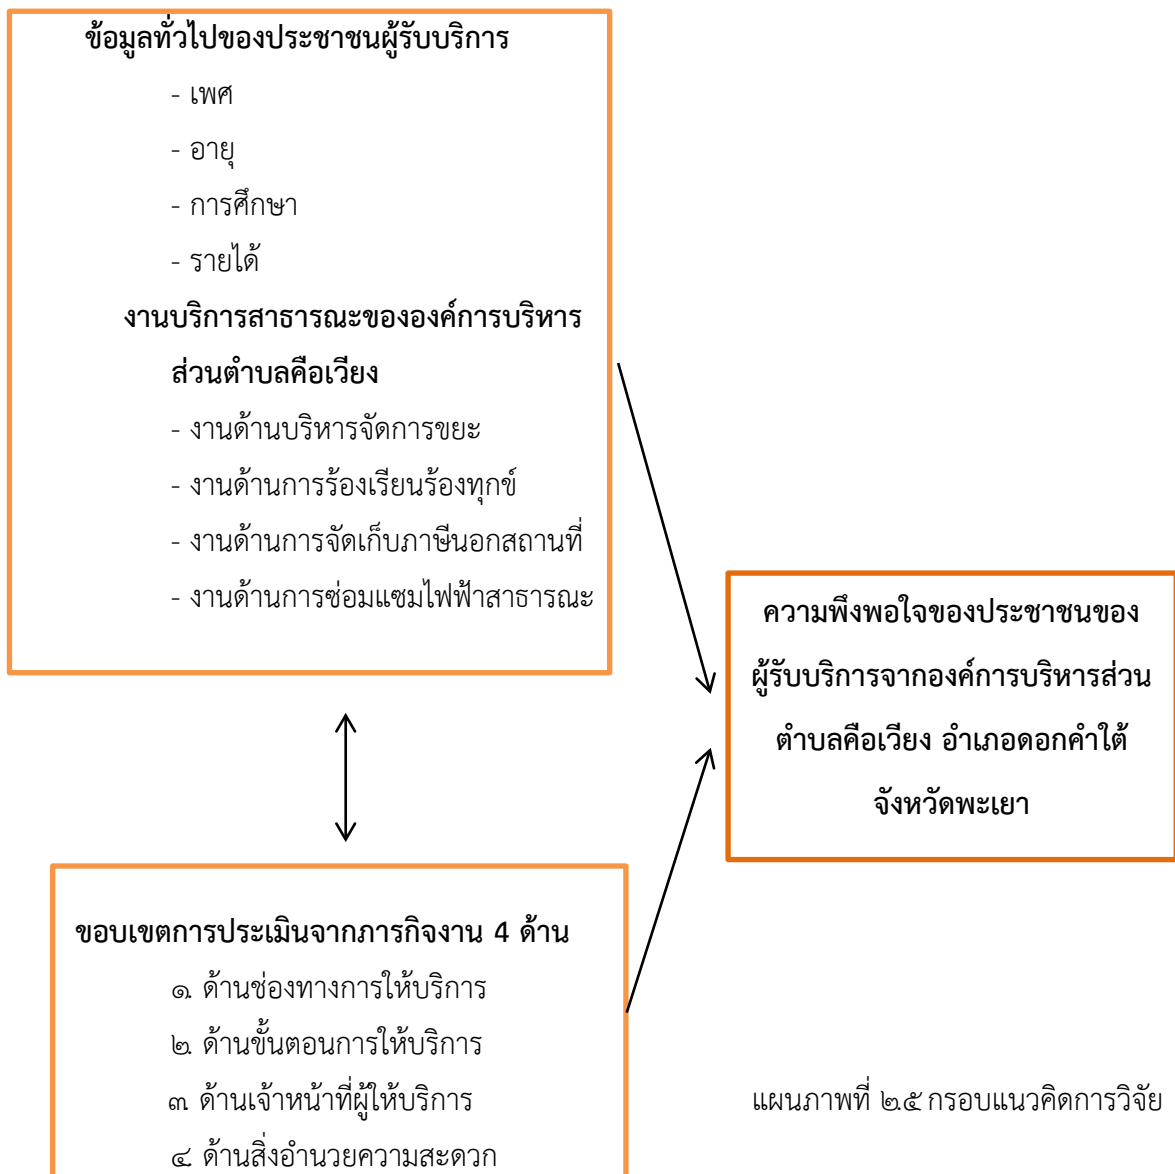 ข้อมูลทั่วไปของประชาชนผู้รับบริการ
- เพศ
- อายุ
- การศึกษา
- รายได้
งานบริการสาธารณะขององค์การบริหาร
ส่วนตำบลคือเวียง
- งานด้านบริหารจัดการขยะ
- งานด้านการร้องเรียนร้องทุกข์
- งานด้านการจัดเก็บภาษีนอกสถานที่
- งานด้านการซ่อมแซมไฟฟ้าสาธารณะ
ความพึงพอใจของประชาชนของ
ผู้รับบริการจากองค์การบริหารส่วน
ตำบลคือเวียง อำเภอดอกคำใต้
จังหวัดพะเยา
ขอบเขตการประเมินจากภารกิจงาน 4 ด้าน
๑. ด้านช่องทางการให้บริการ
๒. ด้านขั้นตอนการให้บริการ
๓. ด้านเจ้าหน้าที่ผู้ให้บริการ
๔. ด้านสิ่งอำนวยความสะดวก
แผนภาพที่ ๒.๕ กรอบแนวคิดการวิจัย